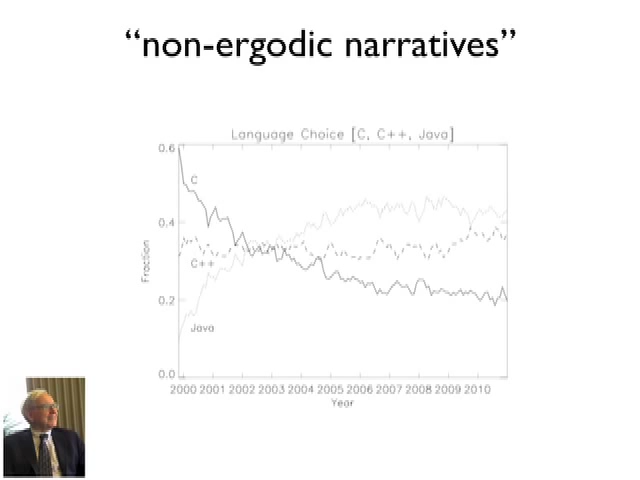 “non-ergodic narratives”
Language Choice [C, C++, Java]
0.6
C
0.4
C++
Fraction
0.2
Java
0.0
2000 2001 2002 2003 2004 2005 2006 2007 2008 2009 2010
Year